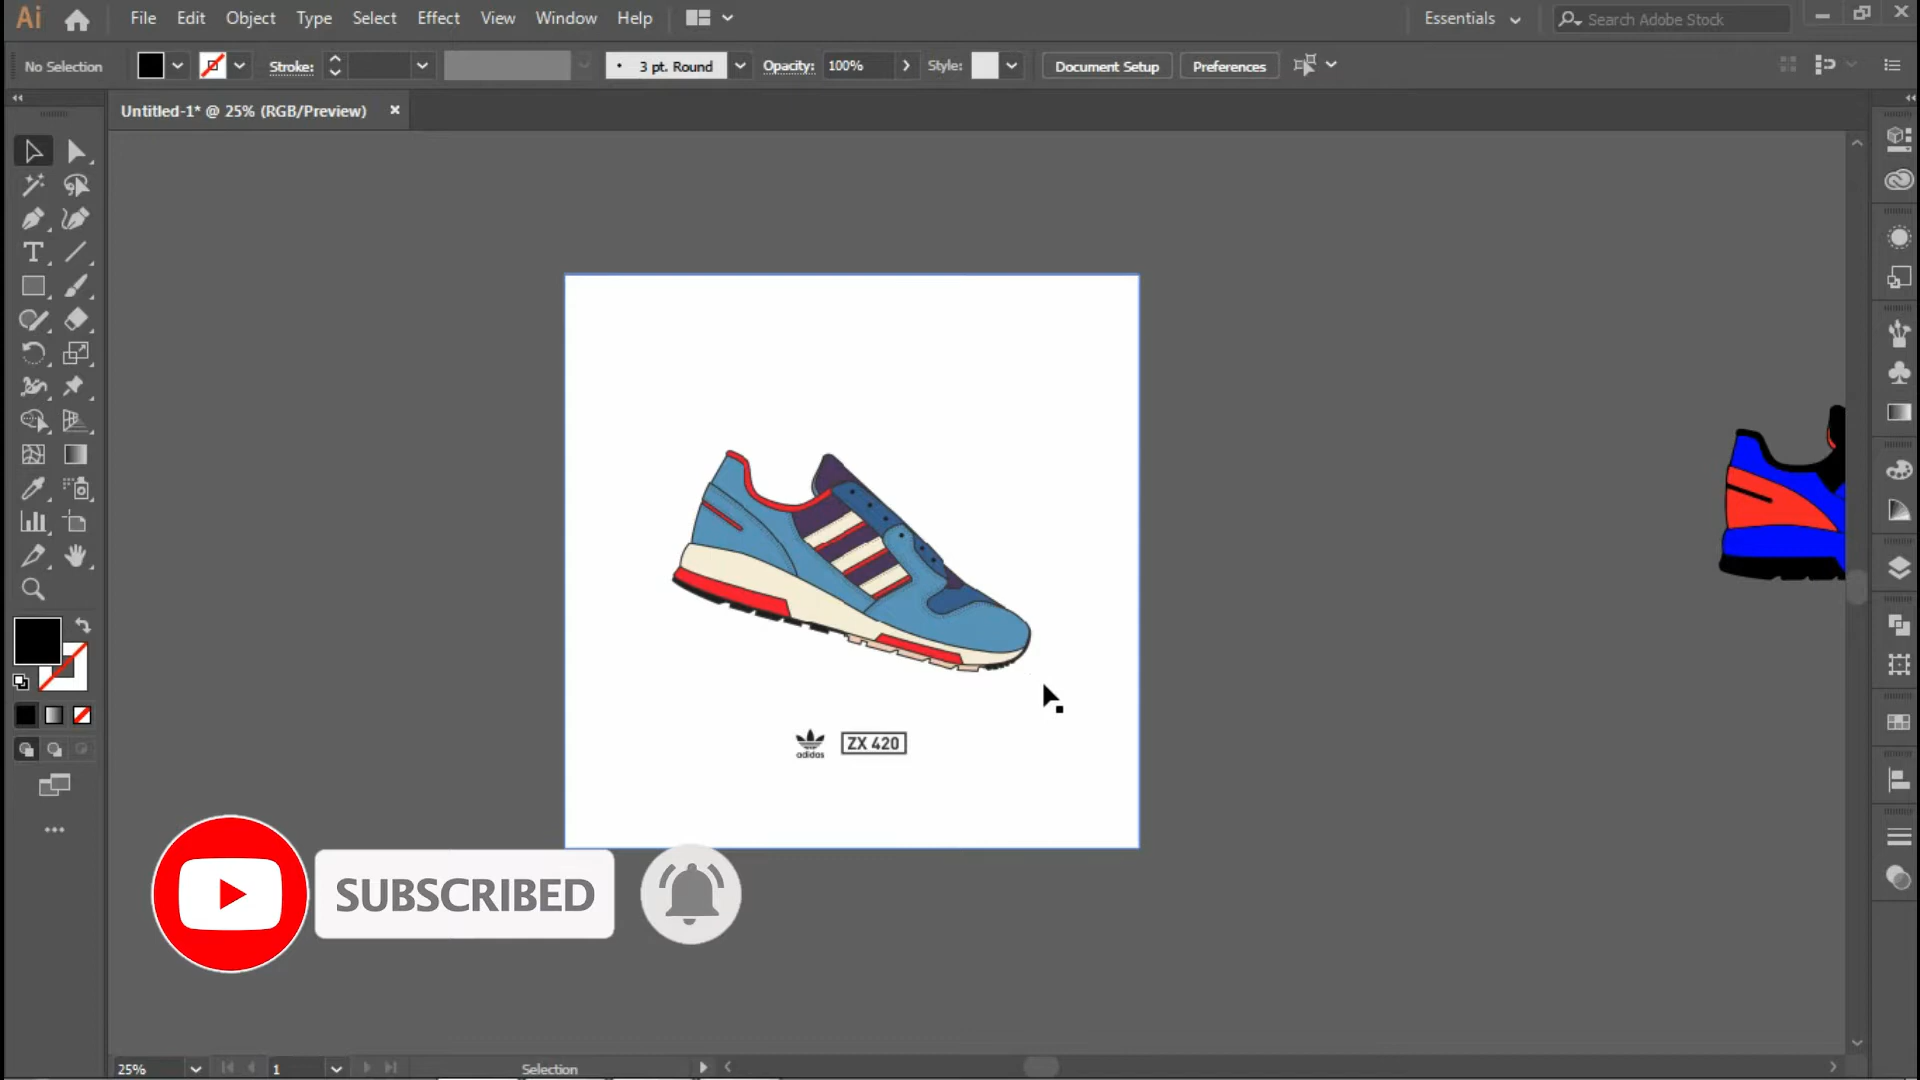 Ai File Edit Object Type Select Effect View Window Help Essentials Search Adobe Stock
No Selection Stroke: 3 pt. Round Opacity: 100% Style: Document Setup Preferences
Untitled-1* @ 25% (RGB/Preview)
adidas ZX 420
SUBSCRIBED
25% 1 Selection